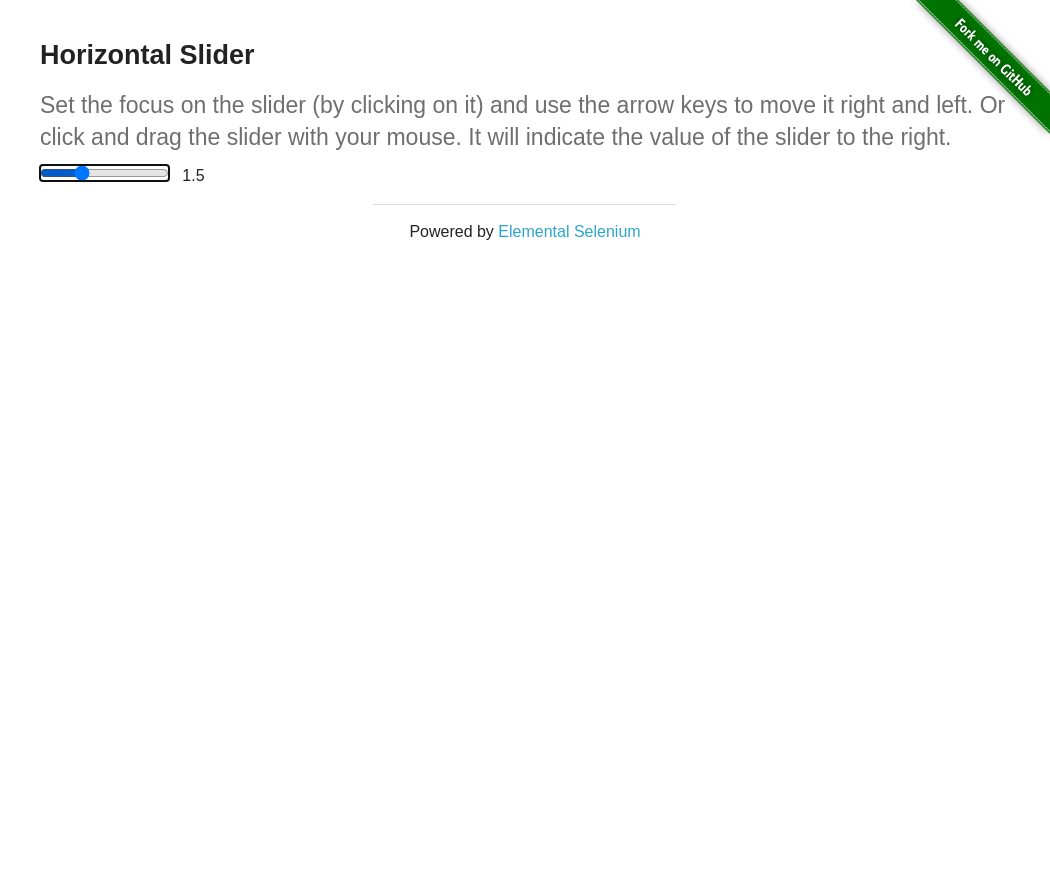 Fork me on GitHub
Horizontal Slider
Set the focus on the slider (by clicking on it) and use the arrow keys to move it right and left. Or
click and drag the slider with your mouse. It will indicate the value of the slider to the right.
1.5
Powered by Elemental Selenium